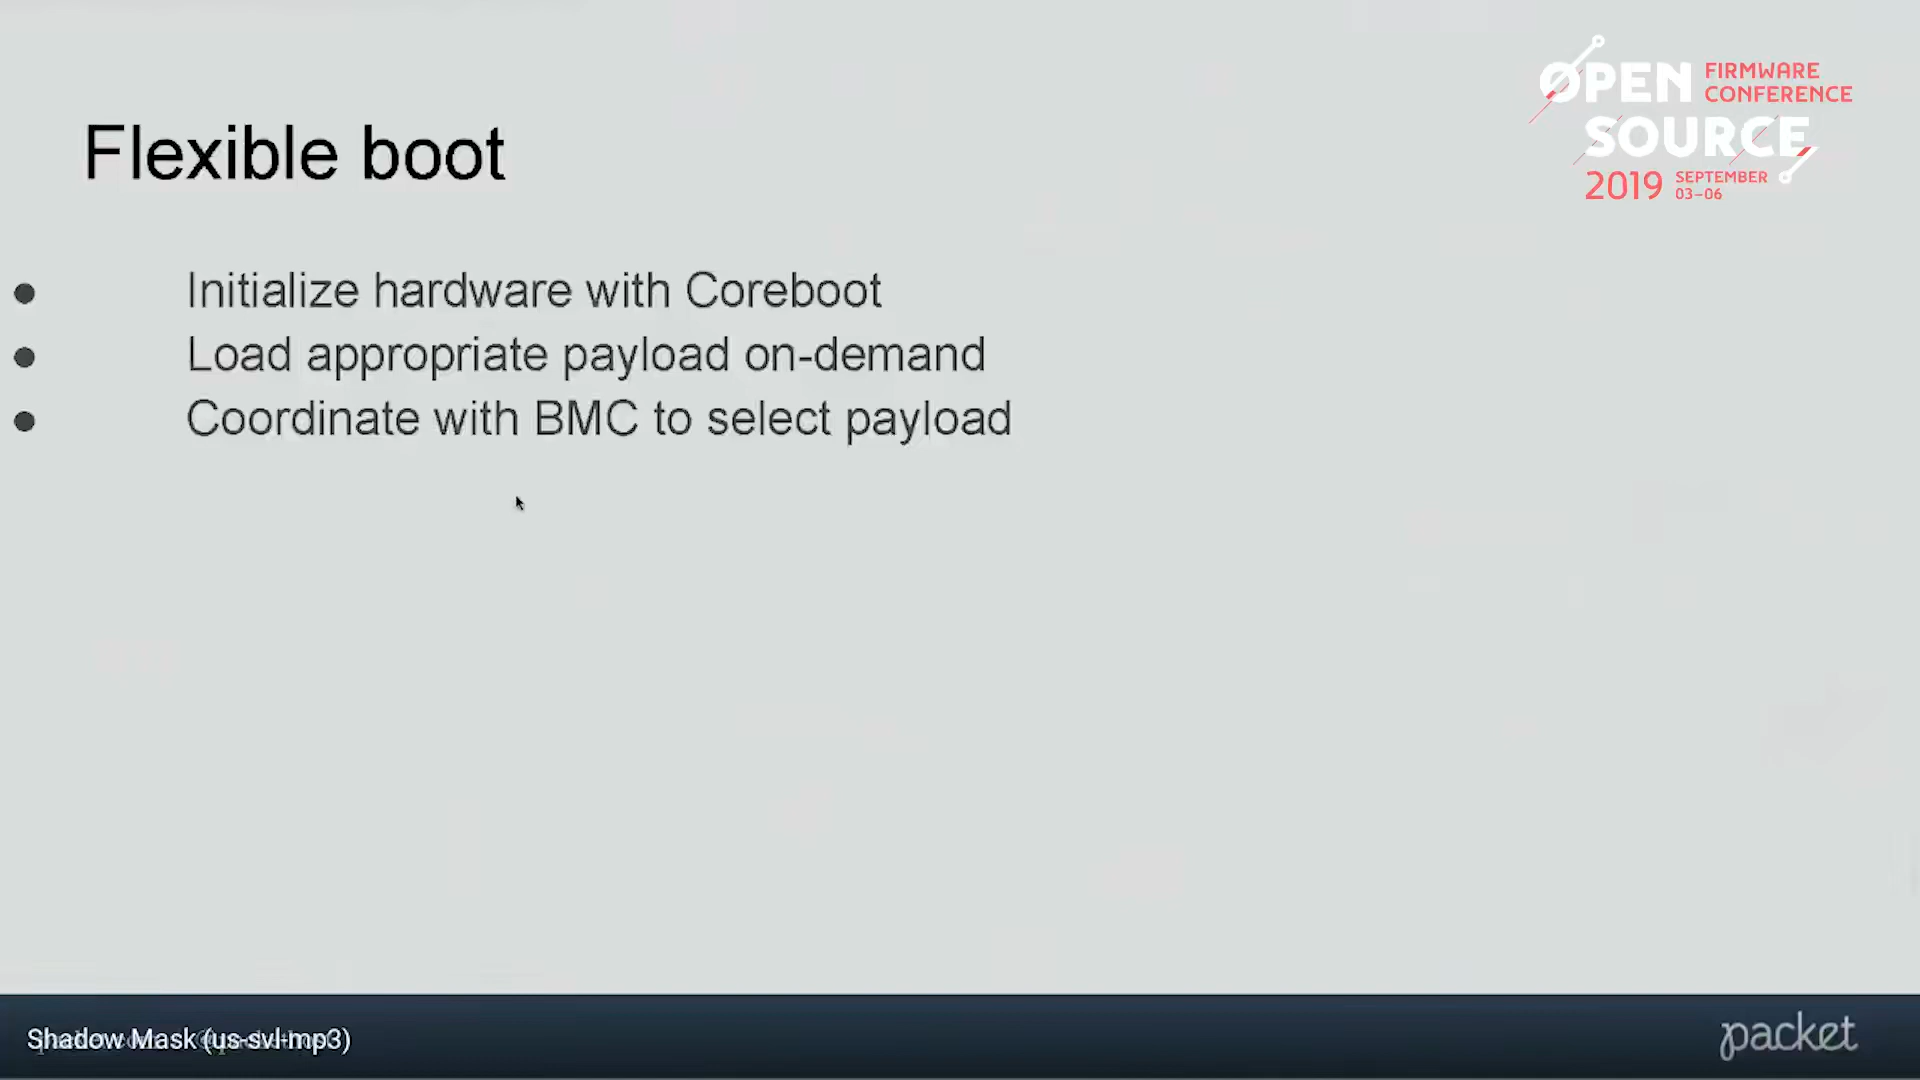 OPEN FIRMWARE
CONFERENCE
SOURCE
2019 SEPTEMBER
03–06
Flexible boot
● Initialize hardware with Coreboot
● Load appropriate payload on-demand
● Coordinate with BMC to select payload
Shadow Mask (us-svl-mp3)
packet